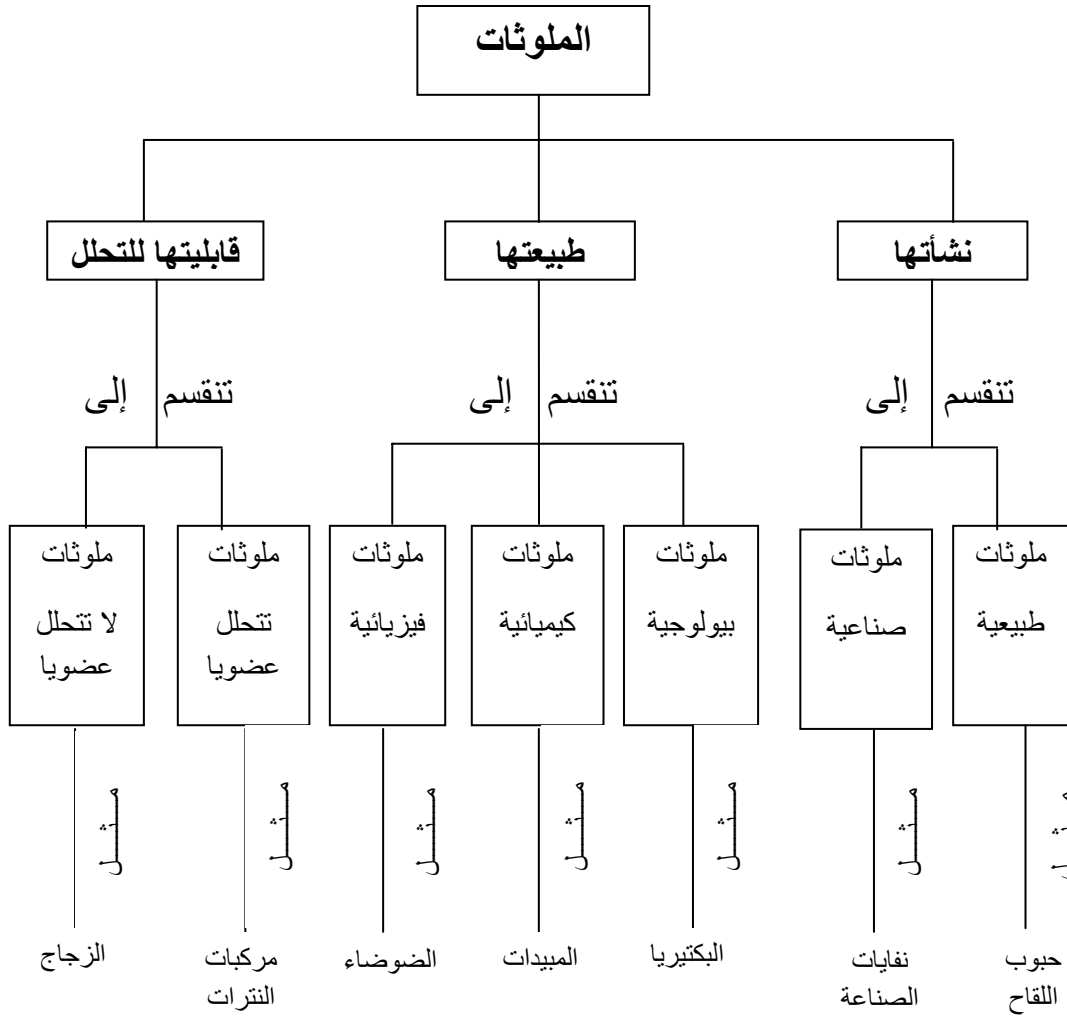 الملوثات
نشأتها
طبيعتها
قابليتها للتحلل
تنقسم إلى
تنقسم إلى
تنقسم إلى
ملوثات
طبيعية
ملوثات
صناعية
ملوثات
بيولوجية
ملوثات
كيميائية
ملوثات
فيزيائية
ملوثات
تتحلل
عضويا
ملوثات
لا تتحلل
عضويا
مثل
مثل
مثل
مثل
مثل
مثل
مثل
حبوب
اللقاح
نفايات
الصناعة
البكتيريا
المبيدات
الضوضاء
مركبات
النترات
الزجاج